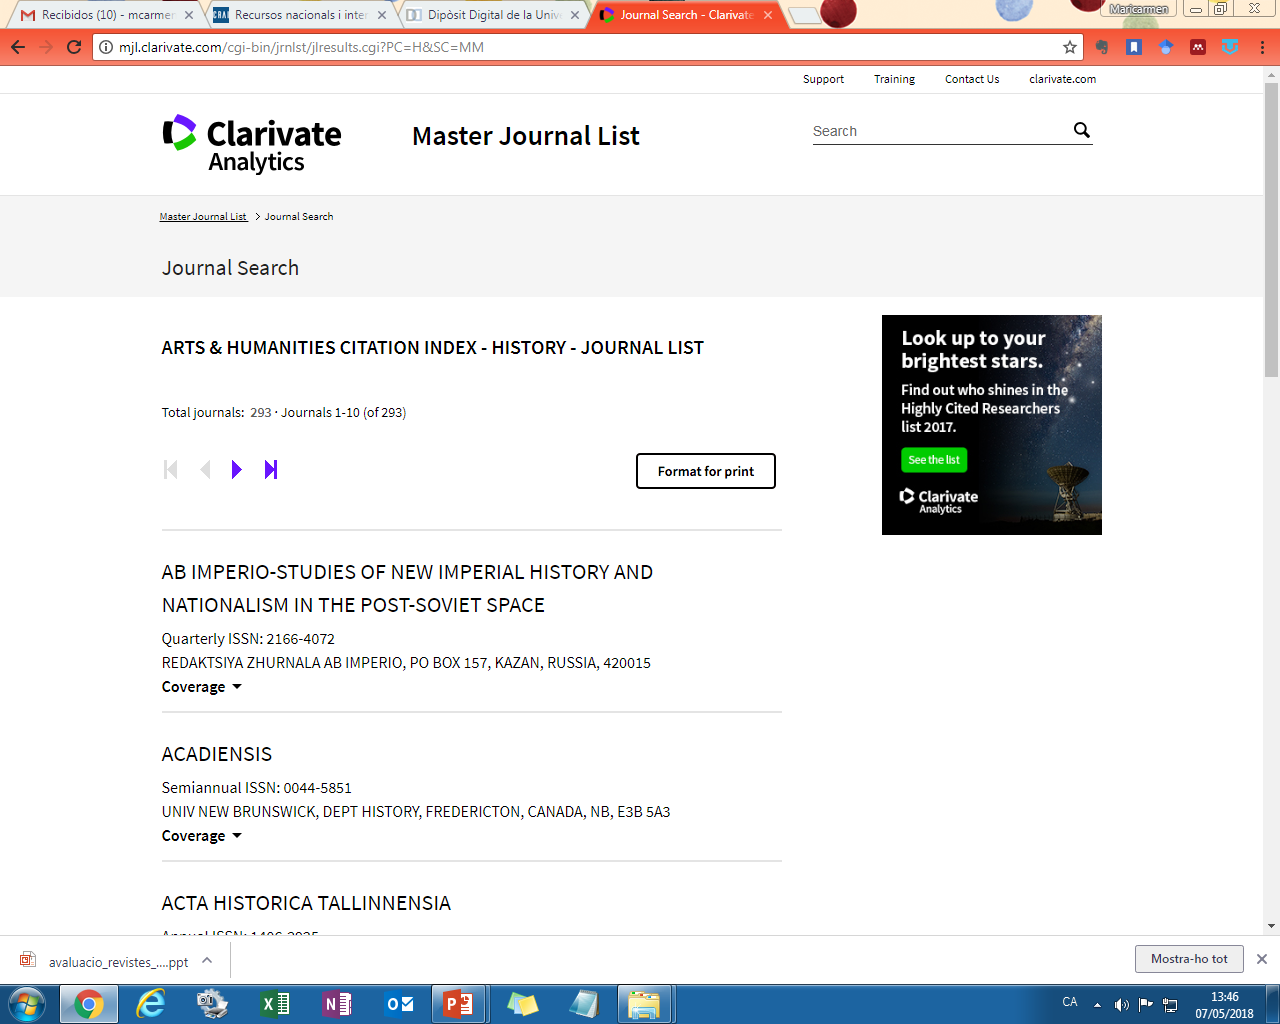 Recibidos (10) - mcarmer
Recursos nacionals i inter
Dipòsit Digital de la Univ
Journal Search - Clarivate
Maricarmen
mjl.clarivate.com/cgi-bin/jrnlst/jlresults.cgi?PC=H&SC=MM
Support Training Contact Us clarivate.com
Clarivate
Analytics
Master Journal List
Search
Master Journal List > Journal Search
Journal Search
ARTS & HUMANITIES CITATION INDEX - HISTORY - JOURNAL LIST
Total journals: 293 · Journals 1-10 (of 293)
Format for print
Look up to your
brightest stars.
Find out who shines in the
Highly Cited Researchers
list 2017.
See the list
Clarivate
Analytics
AB IMPERIO-STUDIES OF NEW IMPERIAL HISTORY AND
NATIONALISM IN THE POST-SOVIET SPACE
Quarterly ISSN: 2166-4072
REDAKTSIYA ZHURNALA AB IMPERIO, PO BOX 157, KAZAN, RUSSIA, 420015
Coverage
ACADIENSIS
Semiannual ISSN: 0044-5851
UNIV NEW BRUNSWICK, DEPT HISTORY, FREDERICTON, CANADA, NB, E3B 5A3
Coverage
ACTA HISTORICA TALLINNENSIA
Annual ISSN:
avaluacio_revistes_....ppt
Mostra-ho tot
CA
13:46
07/05/2018